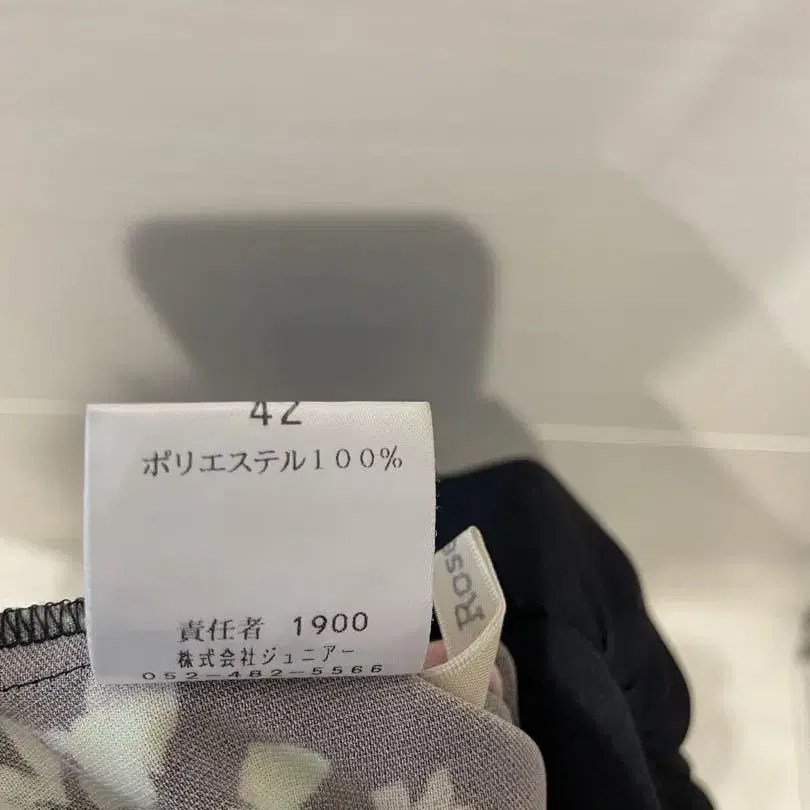 42
ポリエステル１００％
責任者 1900
株式会社ジュニアー
052-482-5566
Rose